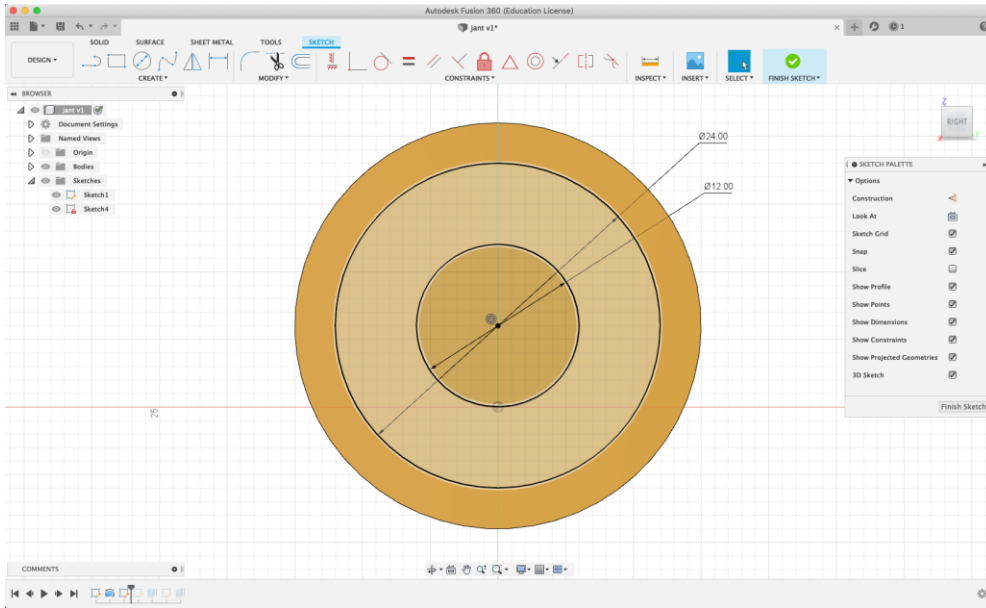 Autodesk Fusion 360 (Education License)
jant v1*
1
SOLID SURFACE SHEET METAL TOOLS SKETCH
DESIGN
CREATE MODIFY CONSTRAINTS INSPECT INSERT SELECT FINISH SKETCH
BROWSER
jant v1
Document Settings
Named Views
Origin
Bodies
Sketches
Sketch1
Sketch4
Z
RIGHT
Ø24.00
Ø12.00
25
SKETCH PALETTE
Options
Construction
Look At
Sketch Grid
Snap
Slice
Show Profile
Show Points
Show Dimensions
Show Constraints
Show Projected Geometries
3D Sketch
Finish Sketch
COMMENTS